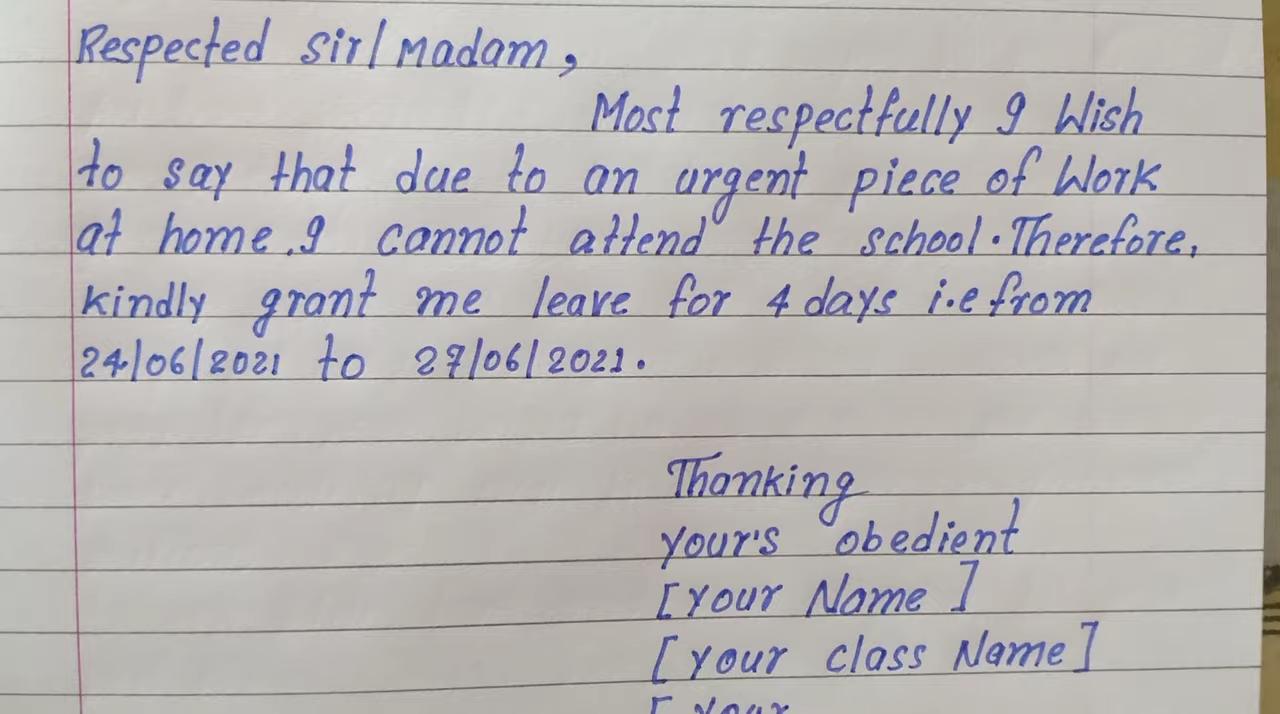 Respected Sir/Madam,
Most respectfully I Wish
to say that due to an urgent piece of Work
at home.I cannot attend the school.Therefore,
kindly grant me leave for 4 days i.e from
24/06/2021 to 27/06/2021.
Thanking
your's obedient
[Your Name]
[Your class Name]
[Your